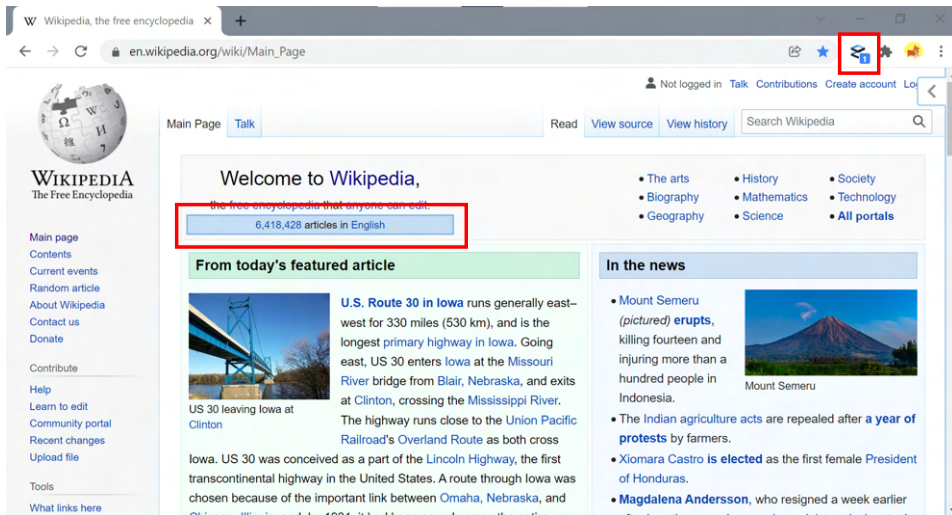 Wikipedia, the free encyclopedia
en.wikipedia.org/wiki/Main_Page
1
Not logged in Talk Contributions Create account
Main Page Talk
Read View source View history
Search Wikipedia
WIKIPEDIA
The Free Encyclopedia
Main page
Contents
Current events
Random article
About Wikipedia
Contact us
Donate
Contribute
Help
Learn to edit
Community portal
Recent changes
Upload file
Tools
What links here
Welcome to Wikipedia,
the free encyclopedia that anyone can edit.
6,418,428 articles in English
• The arts
• Biography
• Geography
• History
• Mathematics
• Science
• Society
• Technology
• All portals
From today's featured article
US 30 leaving Iowa at
Clinton
U.S. Route 30 in Iowa runs generally east–
west for 330 miles (530 km), and is the
longest primary highway in Iowa. Going
east, US 30 enters Iowa at the Missouri
River bridge from Blair, Nebraska, and exits
at Clinton, crossing the Mississippi River.
The highway runs close to the Union Pacific
Railroad's Overland Route as both cross
Iowa. US 30 was conceived as a part of the Lincoln Highway, the first
transcontinental highway in the United States. A route through Iowa was
chosen because of the important link between Omaha, Nebraska, and
In the news
• Mount Semeru
(pictured) erupts,
killing fourteen and
injuring more than a
hundred people in
Indonesia.
Mount Semeru
• The Indian agriculture acts are repealed after a year of
protests by farmers.
• Xiomara Castro is elected as the first female President
of Honduras.
• Magdalena Andersson, who resigned a week earlier